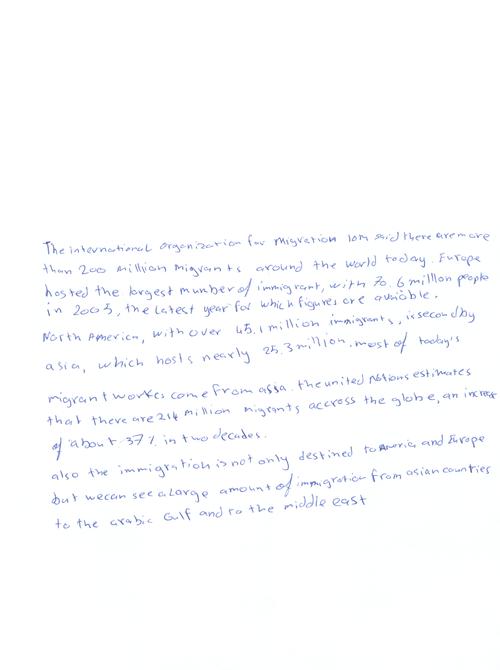 The international Organization for Migration IOM said there are more
than 200 million migrants around the world today. Europe
hosted the largest munber of immigrant, with 70.6 million people
in 2005, the latest year for which figures are avaiable.
North America, with over 45.1 million immigrants, is second by
asia, which hosts nearly 25.3 million. most of today's
migrant workes come from asia. the united Nations estimates
that there are 214 million migrants accross the globe, an increase
of about 37% in two decades.
also the immigration is not only destined to America and Europe
but we can see a large amount of immigration from asian counties
to the arabic Gulf and to the middle east